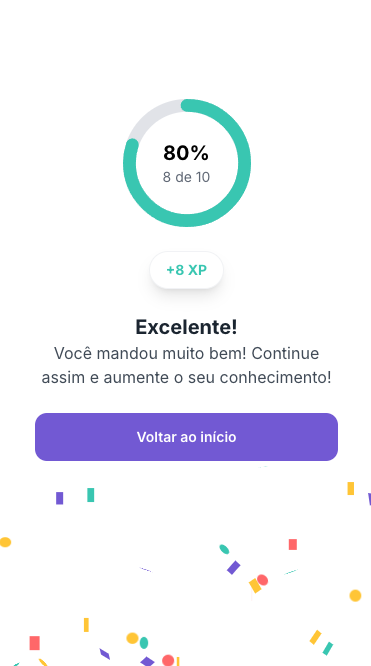 80%
8 de 10
+8 XP
Excelente!
Você mandou muito bem! Continue
assim e aumente o seu conhecimento!
Voltar ao início